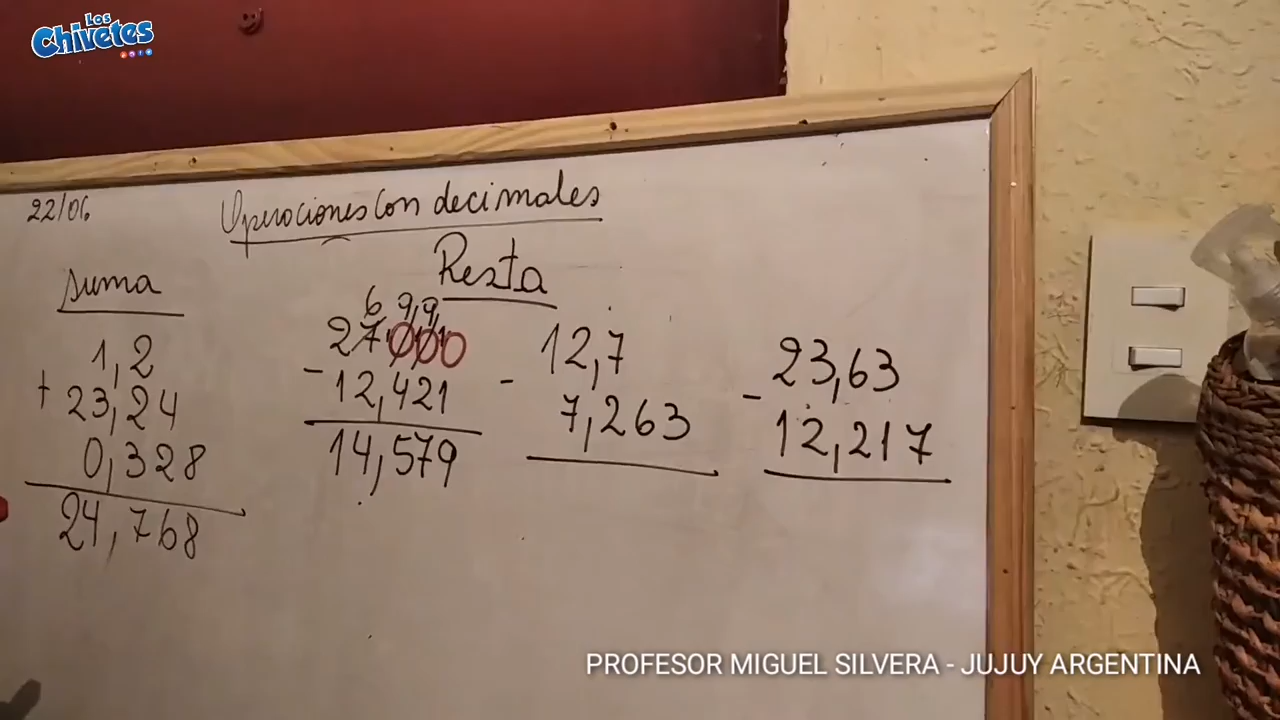 Los
Chivetes
22/06
Operaciones con decimales
Suma
Resta
1,2
+ 23,24
0,328
24,768
6 9 9
27,000
- 12,421
14,579
12,7
- 7,263
23,63
- 12,217
PROFESOR MIGUEL SILVERA - JUJUY ARGENTINA